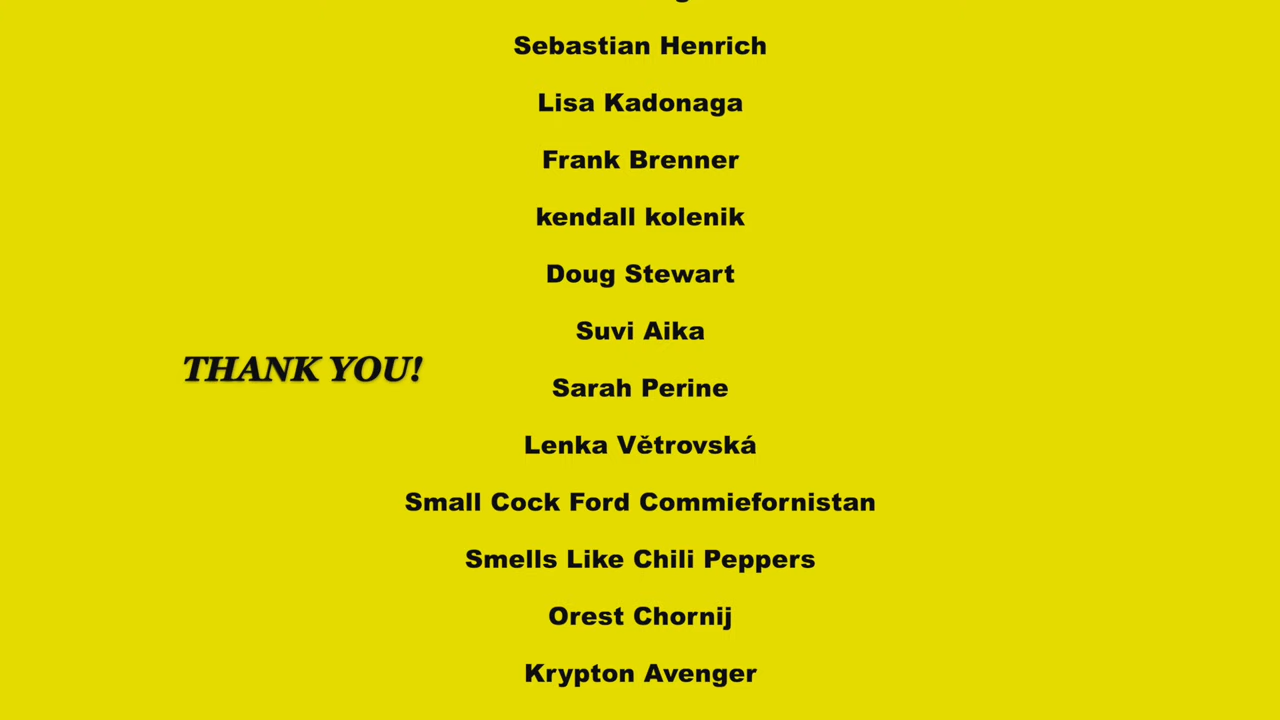 Sebastian Henrich
Lisa Kadonaga
Frank Brenner
kendall kolenik
Doug Stewart
Suvi Aika
THANK YOU!
Sarah Perine
Lenka Větrovská
Small Cock Ford Commiefornistan
Smells Like Chili Peppers
Orest Chornij
Krypton Avenger